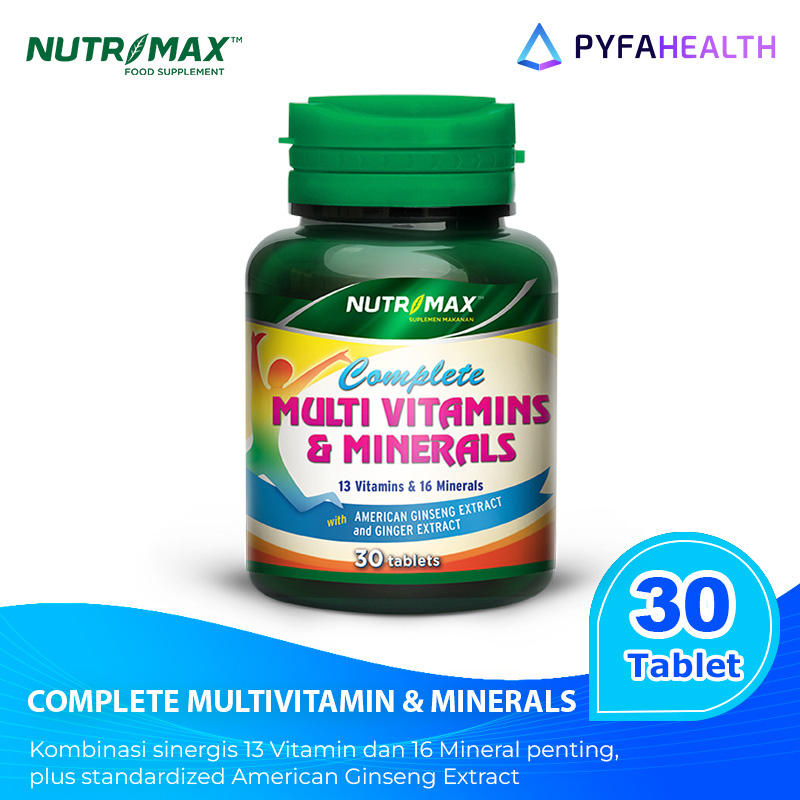 NUTRIMAX™
FOOD SUPPLEMENT
PYFAHEALTH
NUTRIMAX™
SUPLEMEN MAKANAN
Complete
MULTI VITAMINS
& MINERALS
13 Vitamins & 16 Minerals
with AMERICAN GINSENG EXTRACT
and GINGER EXTRACT
30 tablets
30
Tablet
COMPLETE MULTIVITAMIN & MINERALS
Kombinasi sinergis 13 Vitamin dan 16 Mineral penting,
plus standardized American Ginseng Extract